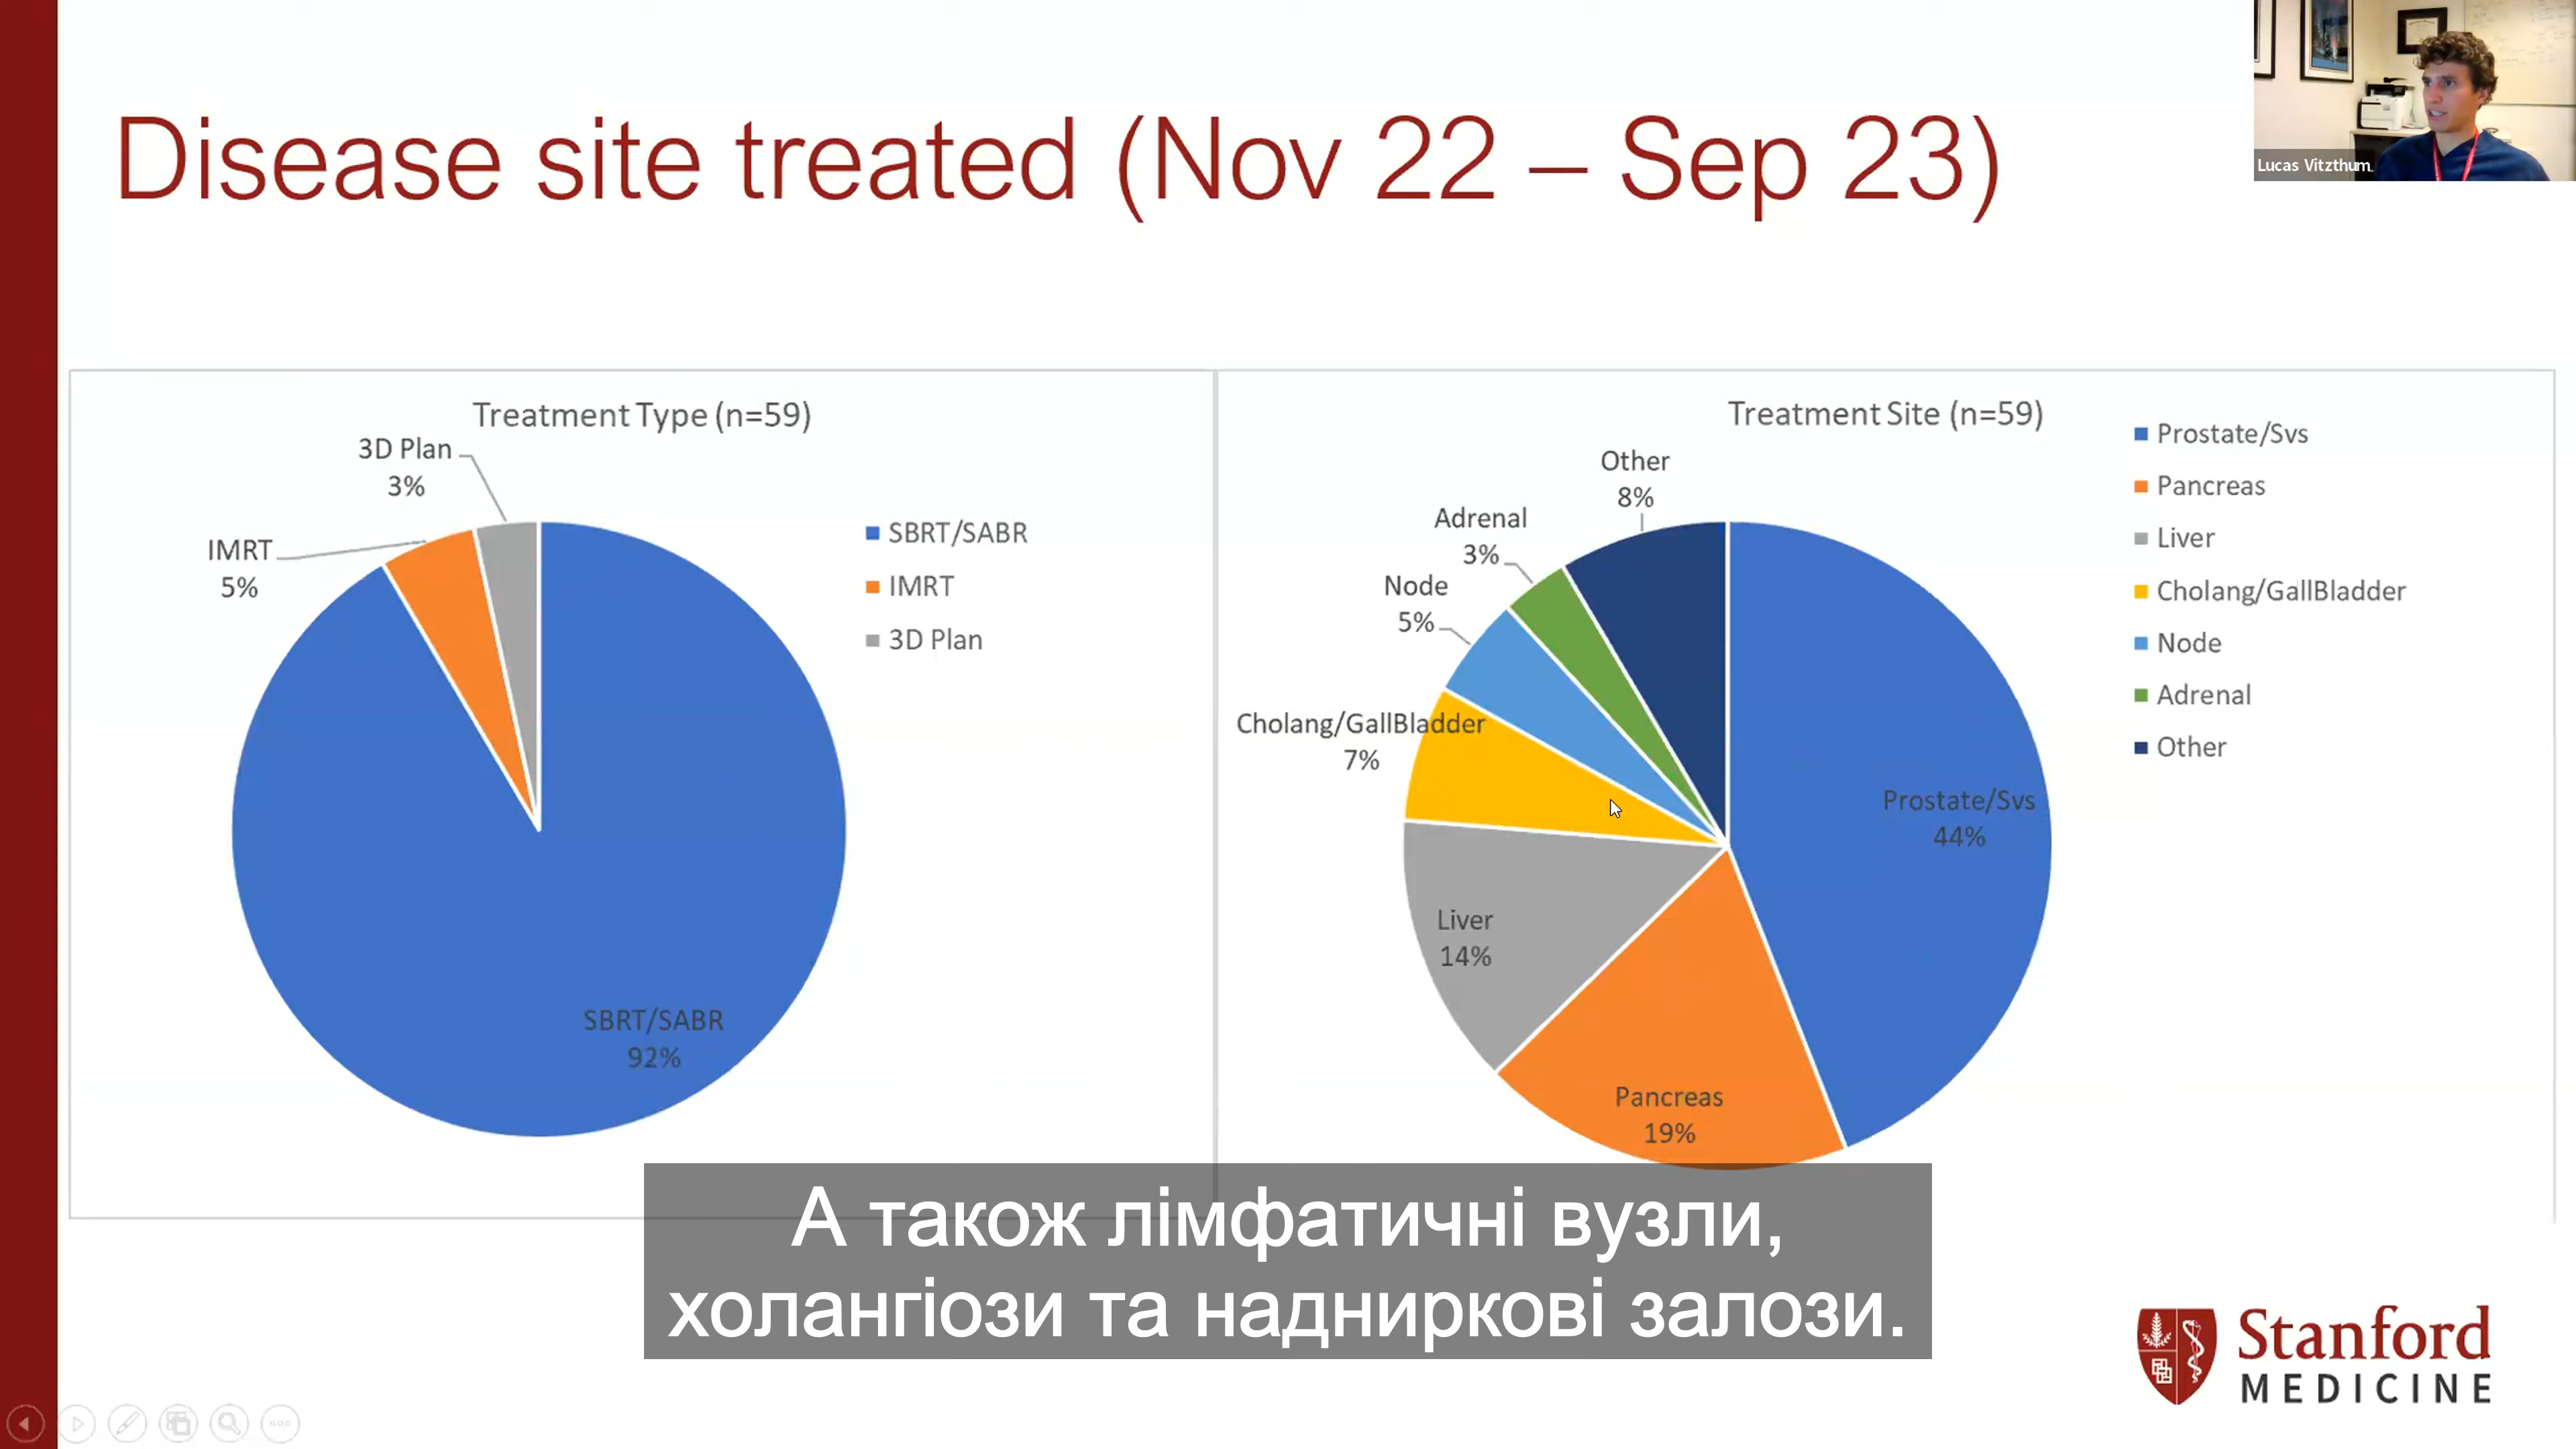 Disease site treated (Nov 22 – Sep 23)
Lucas Vitzthum
Treatment Type (n=59)
3D Plan
3%
IMRT
5%
SBRT/SABR
92%
SBRT/SABR
IMRT
3D Plan
Treatment Site (n=59)
Other
8%
Adrenal
3%
Node
5%
Cholang/GallBladder
7%
Liver
14%
Pancreas
19%
Prostate/Svs
44%
Prostate/Svs
Pancreas
Liver
Cholang/GallBladder
Node
Adrenal
Other
А також лімфатичні вузли,
холангіози та надниркові залози.
Stanford
MEDICINE